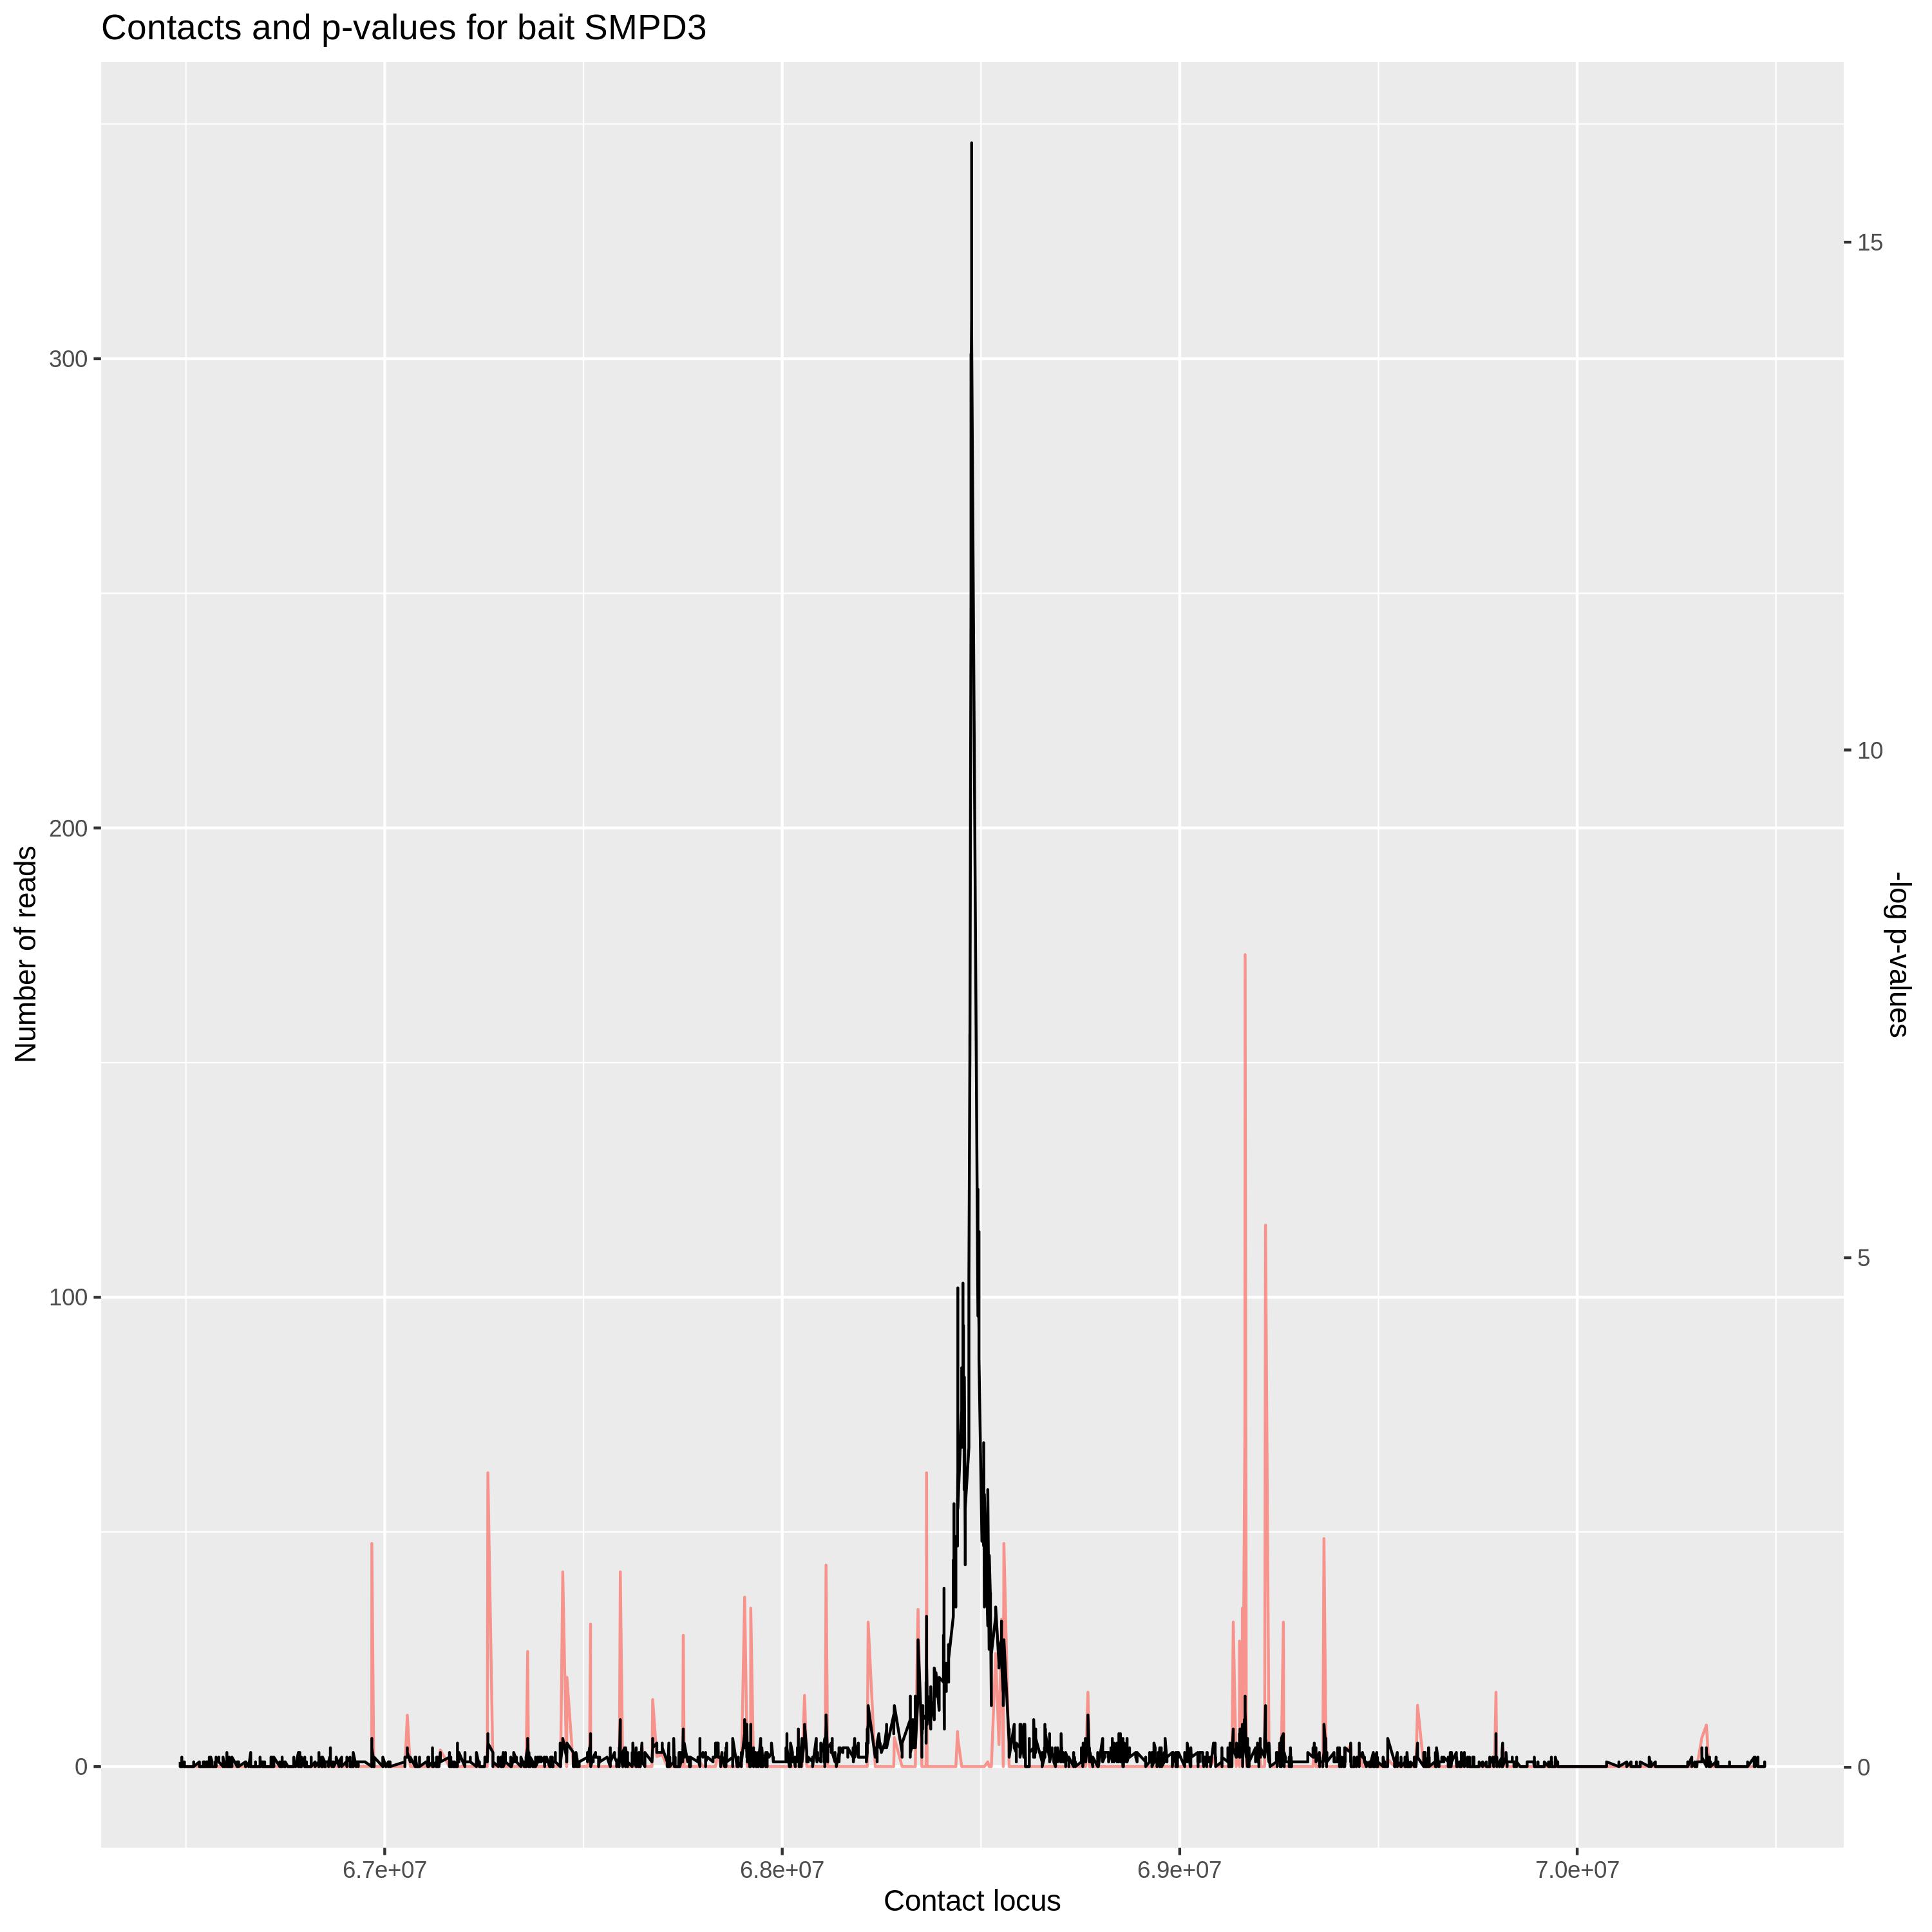 Contacts and p-values for bait SMPD3
Number of reads
300
200
100
0
15
10
5
0
-log p-values
6.7e+07
6.8e+07
6.9e+07
7.0e+07
Contact locus